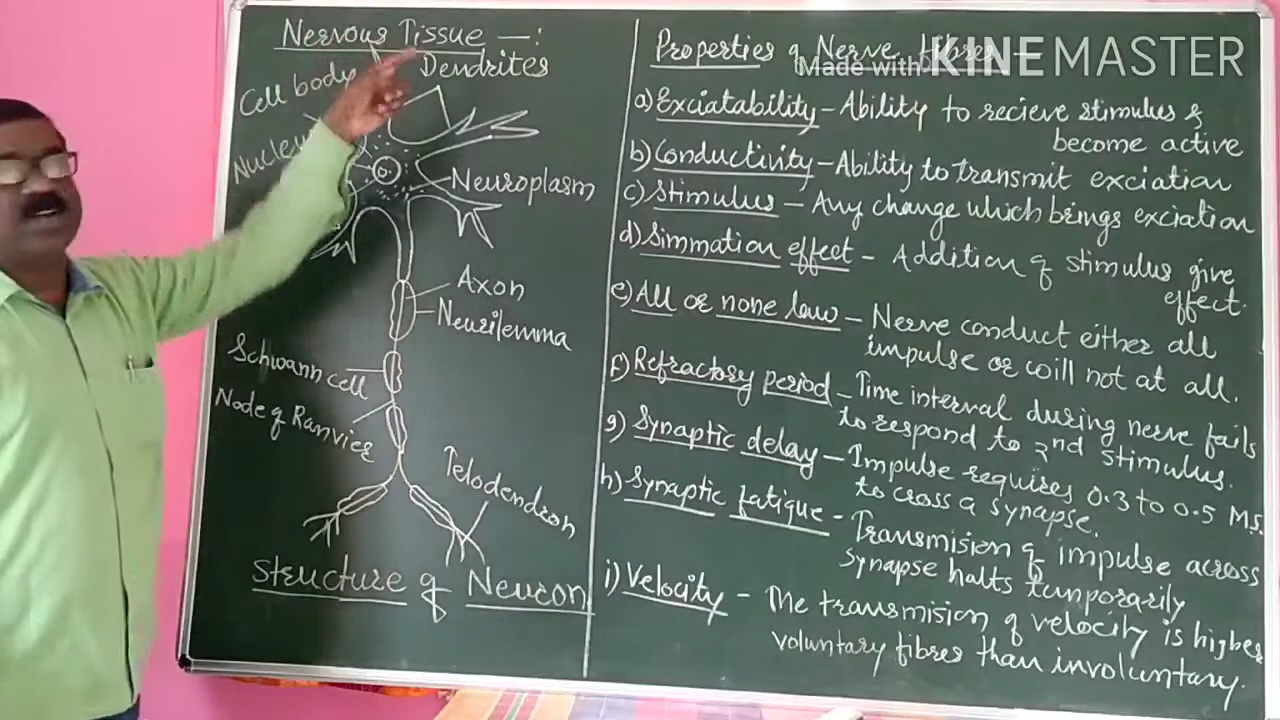 Nervous Tissue —:
Cell body
Dendrites
Nucleu
Neuroplasm
Axon
Neurilemma
Schwann cell
Node of Ranvier
Telodendron
Structure of Neuron
Properties of Nerve Fibres –
Made with KINEMASTER
a) Exciatability – Ability to recieve stimulus &
become active
b) Conductivity – Ability to transmit exciation
c) Stimulus – Any change which brings exciation
d) Simmation effect – Addition of stimulus give
effect.
e) All or none law – Nerve conduct either all
impulse or will not at all.
f) Refractory period – Time interval during nerve fails
to respond to 2nd stimulus.
g) Synaptic delay – Impulse requires 0.3 to 0.5 MS.
to cross a synapse.
h) Synaptic fatigue – Transmision of impulse across
synapse halts tunporarily
i) Velocity – The transmision of velocity is higher
voluntary fibres than involuntary.